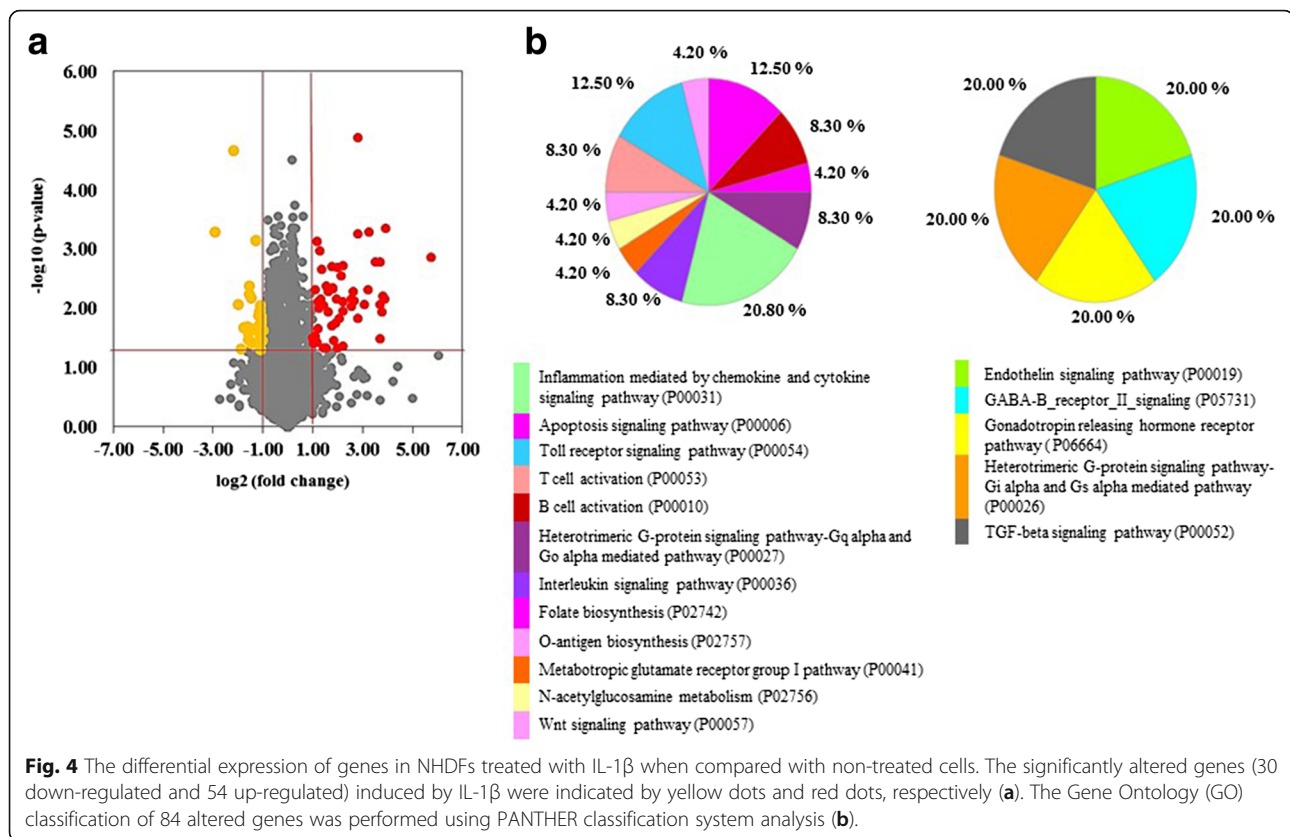 a
6.00
5.00
4.00
3.00
2.00
1.00
0.00
-log10 (p-value)
-7.00 -5.00 -3.00 -1.00 1.00 3.00 5.00 7.00
log2 (fold change)
b
4.20 %
12.50 %
12.50 %
8.30 %
8.30 %
4.20 %
4.20 %
8.30 %
4.20 %
4.20 %
8.30 %
20.80 %
20.00 %
20.00 %
20.00 %
20.00 %
20.00 %
Inflammation mediated by chemokine and cytokine
signaling pathway (P00031)
Apoptosis signaling pathway (P00006)
Toll receptor signaling pathway (P00054)
T cell activation (P00053)
B cell activation (P00010)
Heterotrimeric G-protein signaling pathway-Gq alpha and
Go alpha mediated pathway (P00027)
Interleukin signaling pathway (P00036)
Folate biosynthesis (P02742)
O-antigen biosynthesis (P02757)
Metabotropic glutamate receptor group I pathway (P00041)
N-acetylglucosamine metabolism (P02756)
Wnt signaling pathway (P00057)
Endothelin signaling pathway (P00019)
GABA-B_receptor_II_signaling (P05731)
Gonadotropin releasing hormone receptor
pathway (P06664)
Heterotrimeric G-protein signaling pathway-
Gi alpha and Gs alpha mediated pathway
(P00026)
TGF-beta signaling pathway (P00052)
Fig. 4 The differential expression of genes in NHDFs treated with IL-1β when compared with non-treated cells. The significantly altered genes (30
down-regulated and 54 up-regulated) induced by IL-1β were indicated by yellow dots and red dots, respectively (a). The Gene Ontology (GO)
classification of 84 altered genes was performed using PANTHER classification system analysis (b).